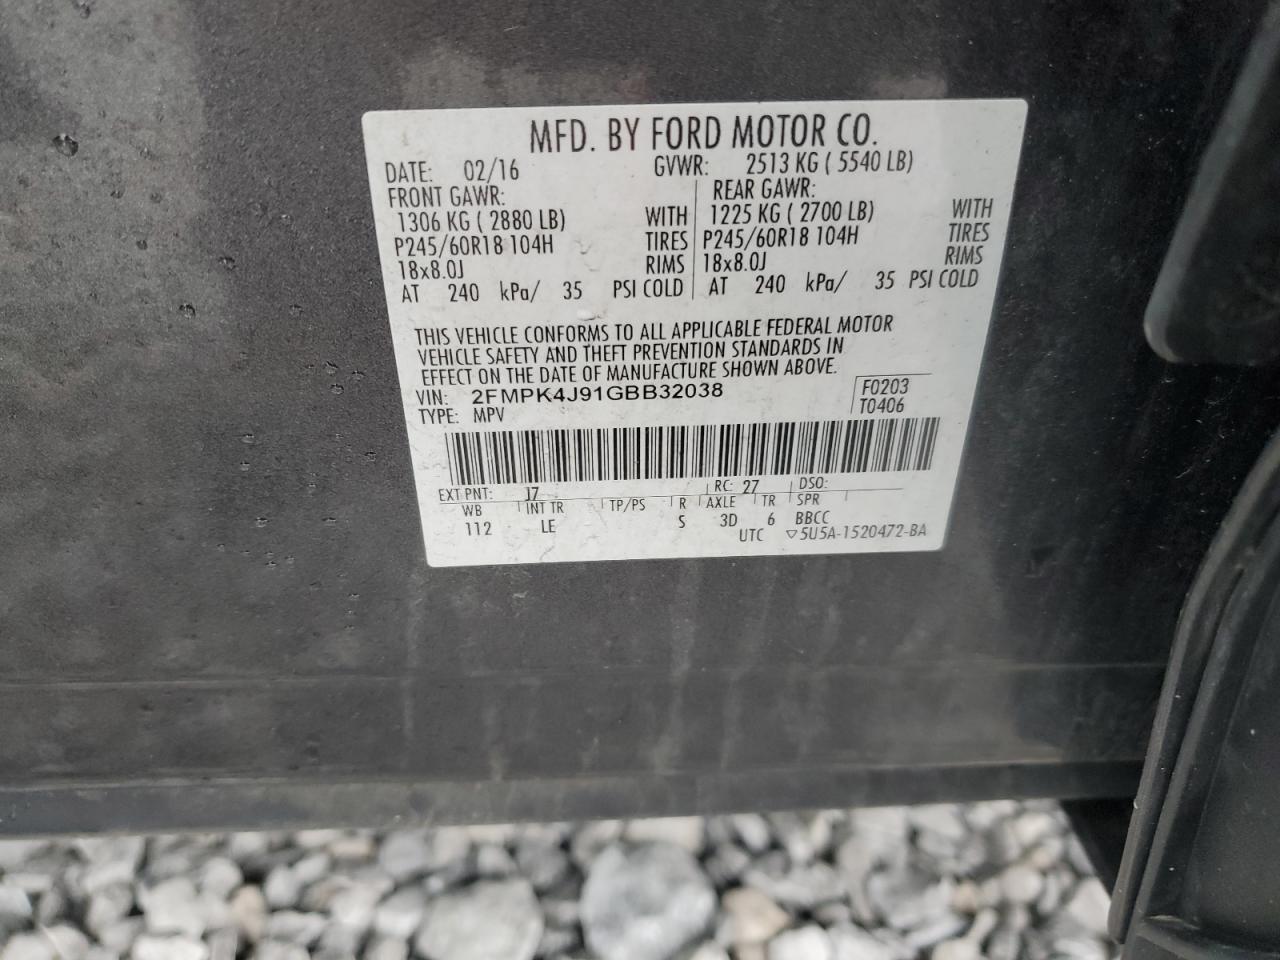 MFD. BY FORD MOTOR CO.
DATE: 02/16 GVWR: 2513 KG ( 5540 LB)
FRONT GAWR: REAR GAWR:
1306 KG ( 2880 LB) WITH 1225 KG ( 2700 LB) WITH
P245/60R18 104H TIRES P245/60R18 104H TIRES
18x8.0J RIMS 18x8.0J RIMS
AT 240 kPa/ 35 PSI COLD AT 240 kPa/ 35 PSI COLD
THIS VEHICLE CONFORMS TO ALL APPLICABLE FEDERAL MOTOR
VEHICLE SAFETY AND THEFT PREVENTION STANDARDS IN
EFFECT ON THE DATE OF MANUFACTURE SHOWN ABOVE.
VIN: 2FMPK4J91GBB32038 F0203
TYPE: MPV T0406
EXT PNT: J7 RC: 27 DSO:
WB INT TR TP/PS R AXLE TR SPR
112 LE S 3D 6 BBCC
UTC ▽5U5A-1520472-BA